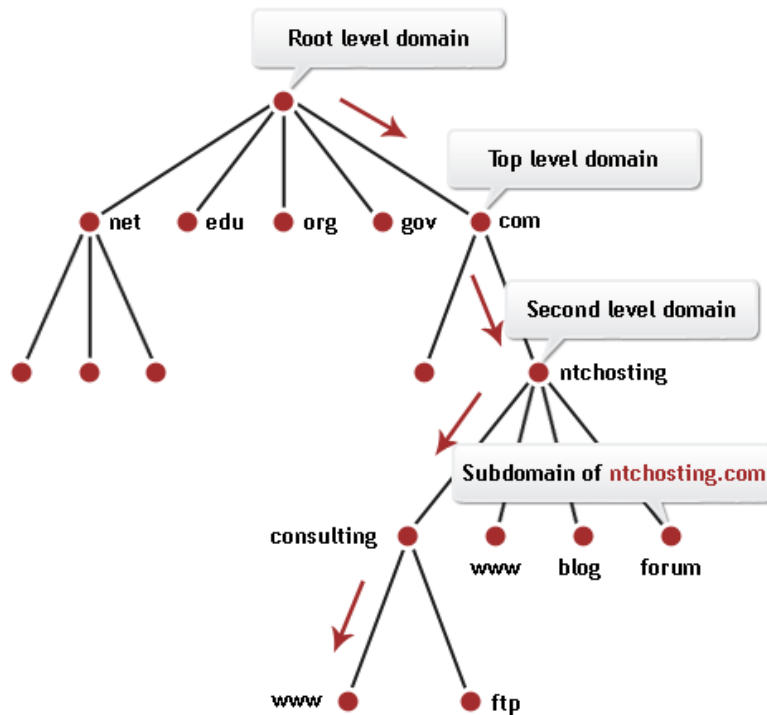 Root level domain
Top level domain
net
edu
org
gov
com
Second level domain
ntchosting
Subdomain of ntchosting.com
consulting
www
blog
forum
www
ftp